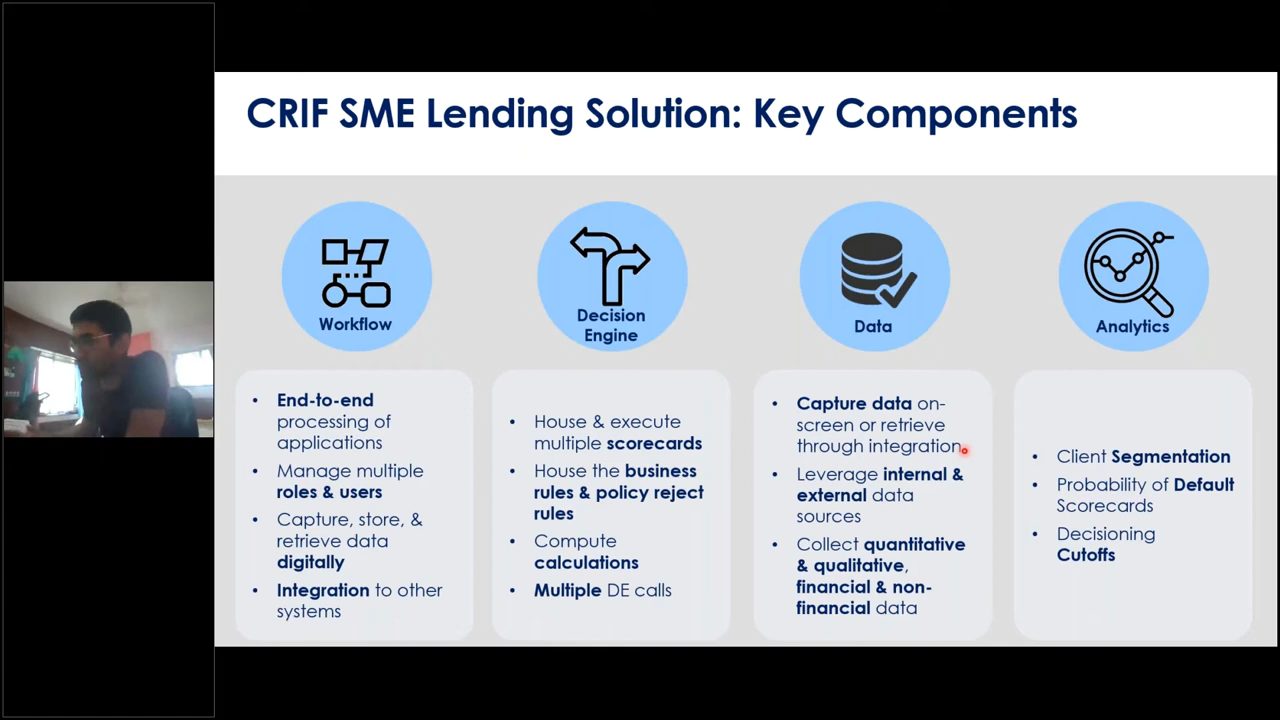 CRIF SME Lending Solution: Key Components
Workflow
• End-to-end
processing of
applications
• Manage multiple
roles & users
• Capture, store, &
retrieve data
digitally
• Integration to other
systems
Decision
Engine
• House & execute
multiple scorecards
• House the business
rules & policy reject
rules
• Compute
calculations
• Multiple DE calls
Data
• Capture data on-
screen or retrieve
through integration
• Leverage internal &
external data
sources
• Collect quantitative
& qualitative,
financial & non-
financial data
Analytics
• Client Segmentation
• Probability of Default
Scorecards
• Decisioning
Cutoffs